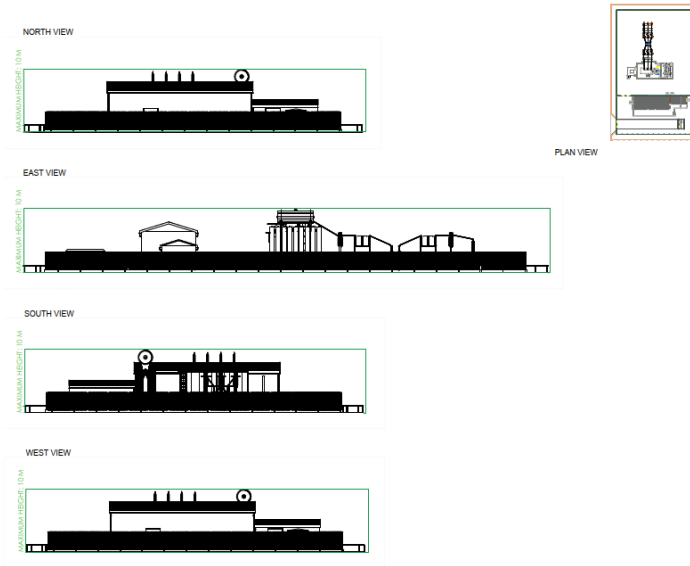 NORTH VIEW
MAXIMUM HEIGHT: 10 M
PLAN VIEW
EAST VIEW
MAXIMUM HEIGHT: 10 M
SOUTH VIEW
MAXIMUM HEIGHT: 10 M
WEST VIEW
MAXIMUM HEIGHT: 10 M